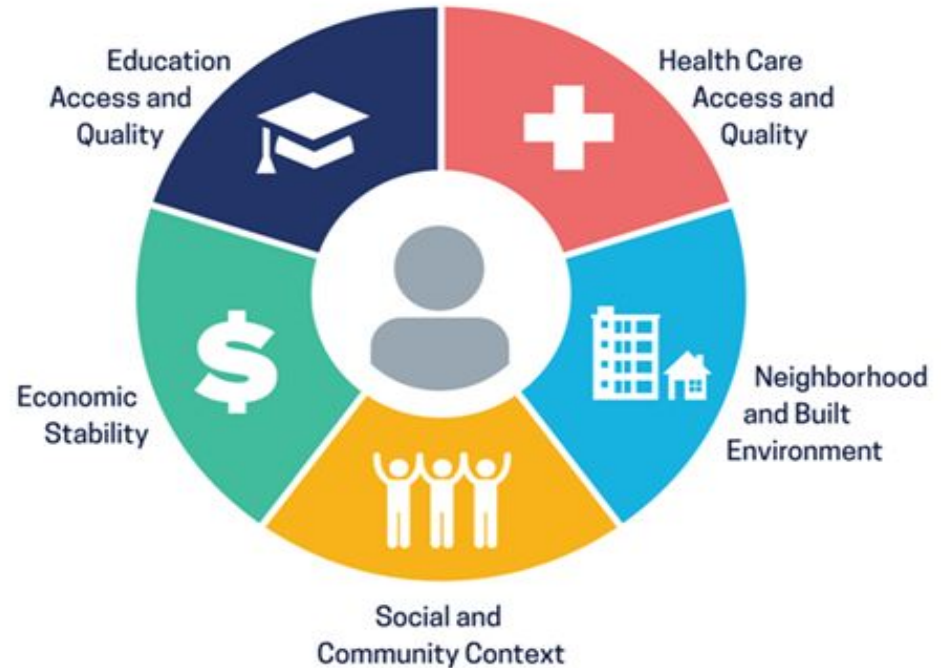 Education
Access and
Quality
Health Care
Access and
Quality
Economic
Stability
Neighborhood
and Built
Environment
Social and
Community Context